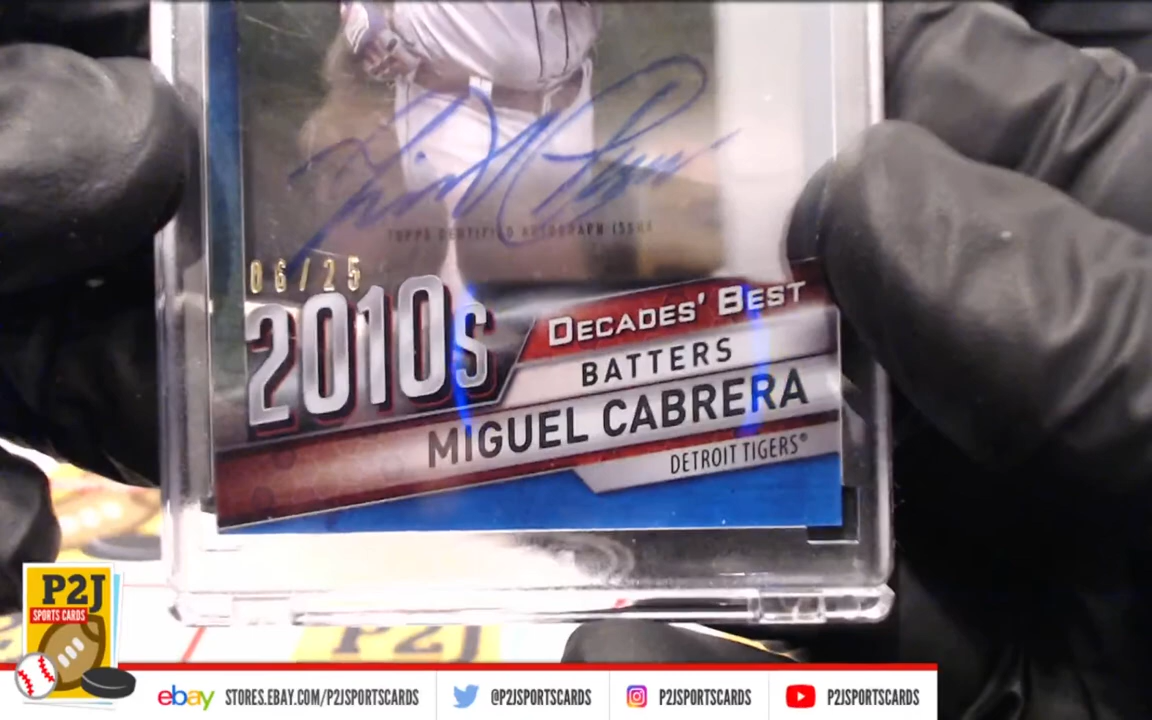 TOPPS CERTIFIED AUTOGRAPH ISSUE
06/25
2010s
DECADES' BEST
BATTERS
MIGUEL CABRERA
DETROIT TIGERS®
P2J
SPORTS CARDS
P2J
ebay STORES.EBAY.COM/P2JSPORTSCARDS @P2JSPORTSCARDS P2JSPORTSCARDS P2JSPORTSCARDS